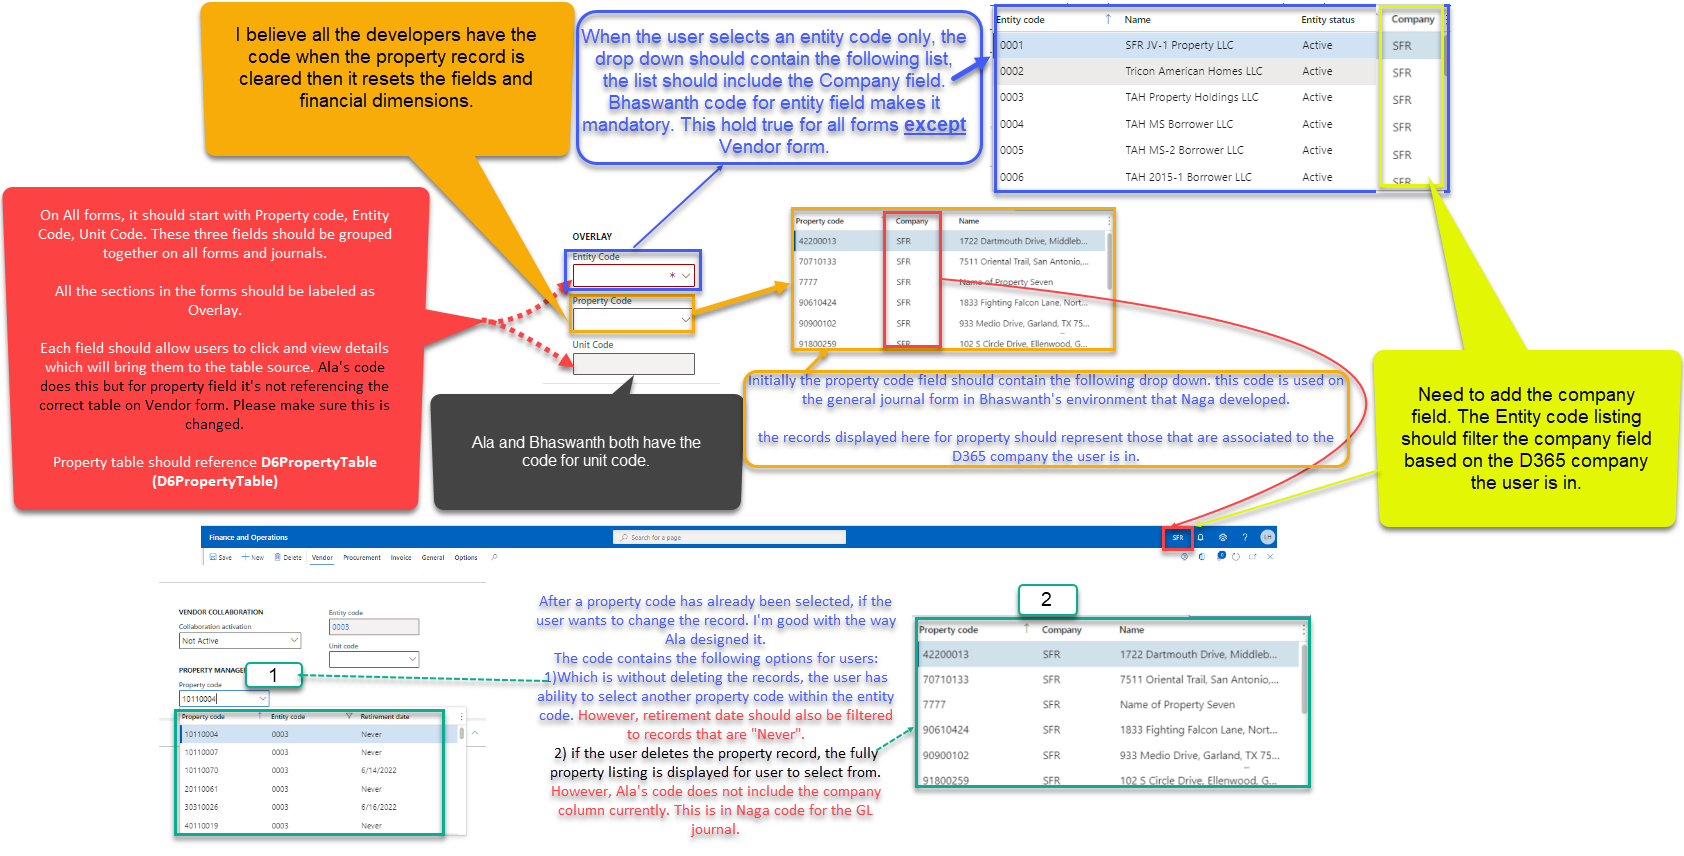 I believe all the developers have the
code when the property record is
cleared then it resets the fields and
financial dimensions.
When the user selects an entity code only, the
drop down should contain the following list,
the list should include the Company field.
Bhaswanth code for entity field makes it
mandatory. This hold true for all forms except
Vendor form.
Entity code ↑ Name Entity status Company
0001 SFR JV-1 Property LLC Active SFR
0002 Tricon American Homes LLC Active SFR
0003 TAH Property Holdings LLC Active SFR
0004 TAH MS Borrower LLC Active SFR
0005 TAH MS-2 Borrower LLC Active SFR
0006 TAH 2015-1 Borrower LLC Active SFR
On All forms, it should start with Property code, Entity
Code, Unit Code. These three fields should be grouped
together on all forms and journals.
All the sections in the forms should be labeled as
Overlay.
Each field should allow users to click and view details
which will bring them to the table source. Ala's code
does this but for property field it's not referencing the
correct table on Vendor form. Please make sure this is
changed.
Property table should reference D6PropertyTable
(D6PropertyTable)
OVERLAY
Entity Code
*
Property Code
Unit Code
Property code Company Name
42200013 SFR 1722 Dartmouth Drive, Middleb...
70710133 SFR 7511 Oriental Trail, San Antonio,...
7777 SFR Name of Property Seven
90610424 SFR 1833 Fighting Falcon Lane, Nort...
90900102 SFR 933 Medio Drive, Garland, TX 75...
91800259 SFR 102 S Circle Drive, Ellenwood, G...
Ala and Bhaswanth both have the
code for unit code.
Initially the property code field should contain the following drop down. this code is used on
the general journal form in Bhaswanth's environment that Naga developed.
the records displayed here for property should represent those that are associated to the
D365 company the user is in.
Need to add the company
field. The Entity code listing
should filter the company field
based on the D365 company
the user is in.
Finance and Operations Search for a page SFR ? LH
Save + New Delete Vendor Procurement Invoice General Options 0
VENDOR COLLABORATION
Collaboration activation
Not Active
Entity code
0003
Unit code
PROPERTY MANAGE
1
Property code
10110004
Property code ↑ Entity code Retirement date
10110004 0003 Never
10110007 0003 Never
10110070 0003 6/14/2022
20110061 0003 Never
30310026 0003 6/16/2022
40110019 0003 Never
After a property code has already been selected, if the
user wants to change the record. I'm good with the way
Ala designed it.
The code contains the following options for users:
1)Which is without deleting the records, the user has
ability to select another property code within the entity
code. However, retirement date should also be filtered
to records that are "Never".
2) if the user deletes the property record, the fully
property listing is displayed for user to select from.
However, Ala's code does not include the company
column currently. This is in Naga code for the GL
journal.
2
Property code ↑ Company Name
42200013 SFR 1722 Dartmouth Drive, Middleb...
70710133 SFR 7511 Oriental Trail, San Antonio,...
7777 SFR Name of Property Seven
90610424 SFR 1833 Fighting Falcon Lane, Nort...
90900102 SFR 933 Medio Drive, Garland, TX 75...
91800259 SFR 102 S Circle Drive, Ellenwood, G...